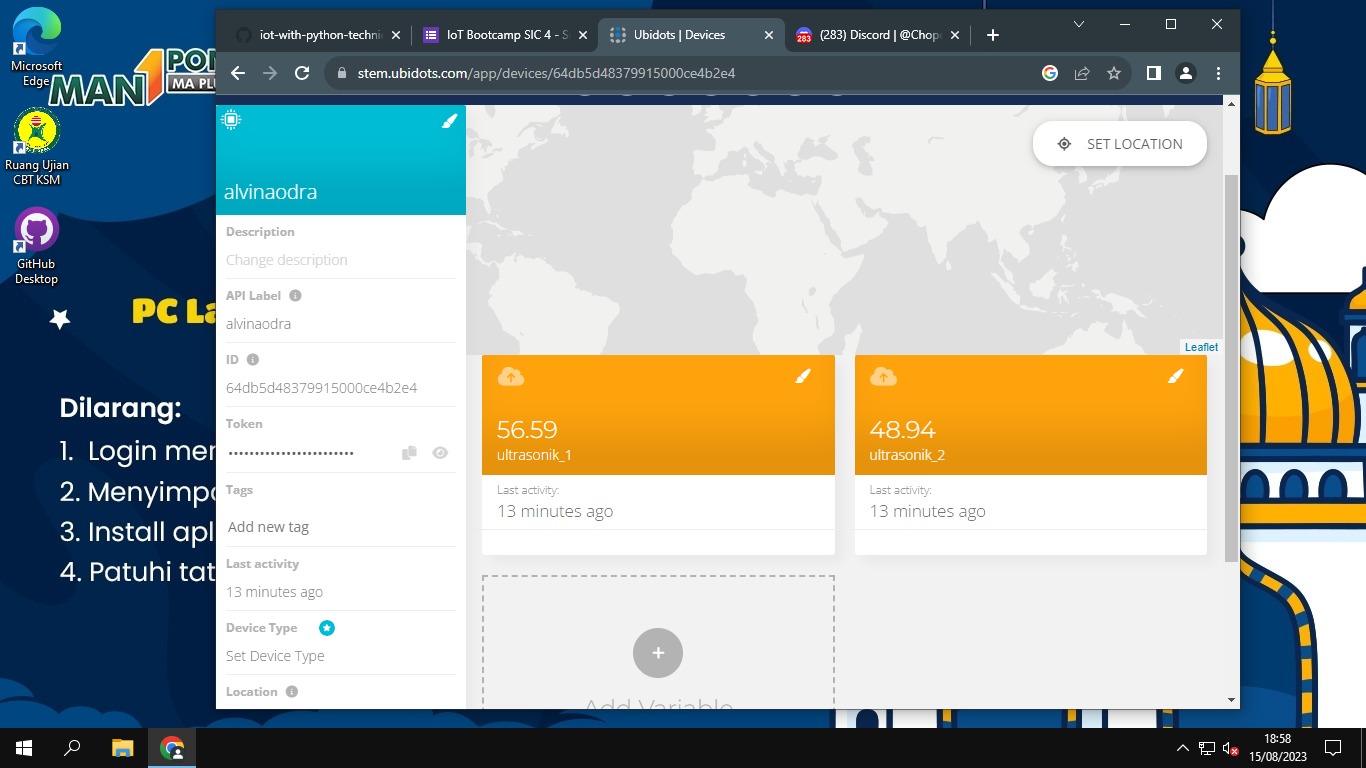 Microsoft
Edge
MAN 1 PON
MA PLU
Ruang Ujian
CBT KSM
GitHub
Desktop
PC La
Dilarang:
1. Login men
2. Menyimpa
3. Install apl
4. Patuhi tat
iot-with-python-techni
IoT Bootcamp SIC 4 - S
Ubidots | Devices
283
(283) Discord | @Chop
stem.ubidots.com/app/devices/64db5d48379915000ce4b2e4
alvinaodra
Description
Change description
API Label
alvinaodra
ID
64db5d48379915000ce4b2e4
Token
••••••••••••••••••••••••
Tags
Add new tag
Last activity
13 minutes ago
Device Type
Set Device Type
Location
SET LOCATION
Leaflet
56.59
ultrasonik_1
Last activity:
13 minutes ago
48.94
ultrasonik_2
Last activity:
13 minutes ago
Add Variable
18:58
15/08/2023